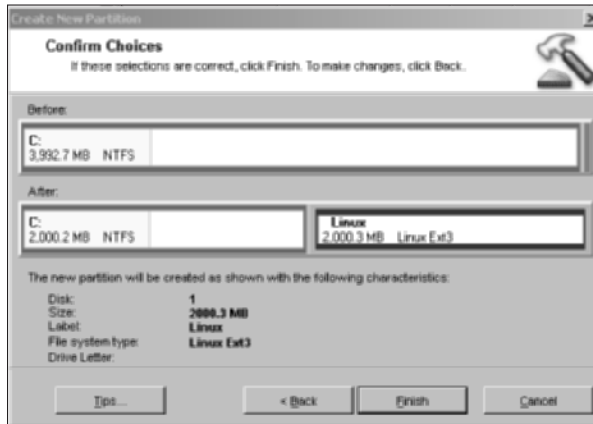 Create New Partition
Confirm Choices
If these selections are correct, click Finish. To make changes, click Back.
Before:
C:
3,992.7 MB NTFS
After:
C:
2,000.2 MB NTFS
Linux
2,000.3 MB Linux Ext3
The new partition will be created as shown with the following characteristics:
Disk: 1
Size: 2000.3 MB
Label: Linux
File system type: Linux Ext3
Drive Letter:
Tips...
< Back
Finish
Cancel